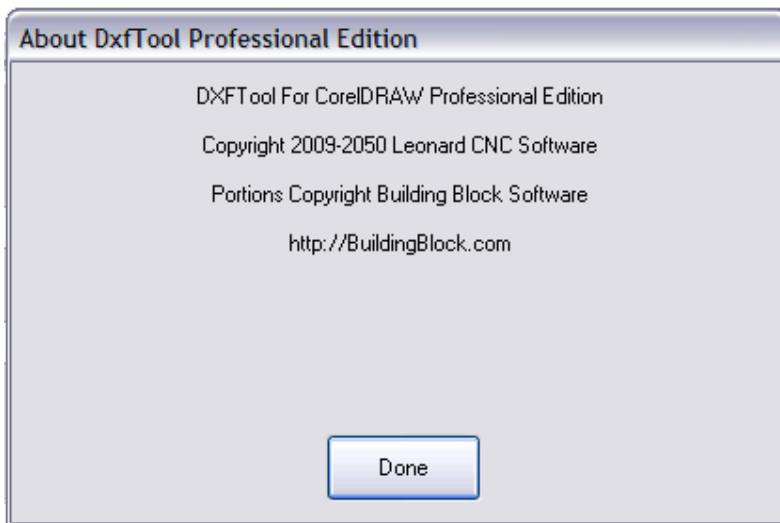 About DxfTool Professional Edition
DXFTool For CorelDRAW Professional Edition
Copyright 2009-2050 Leonard CNC Software
Portions Copyright Building Block Software
http://BuildingBlock.com
Done